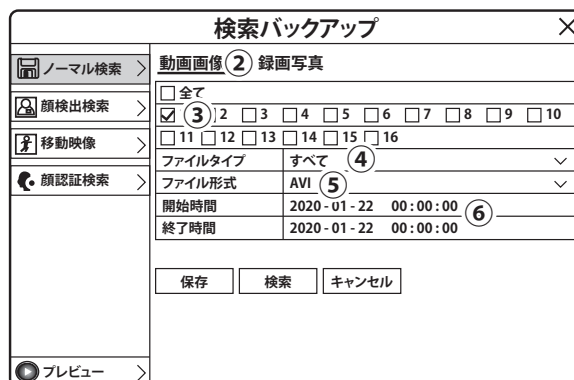 検索バックアップ ×
ノーマル検索
顔検出検索
移動映像
顔認証検索
プレビュー
動画画像 ② 録画写真
全て
③ 2 3 4 5 6 7 8 9 10
11 12 13 14 15 16
ファイルタイプ すべて ④
ファイル形式 AVI ⑤
開始時間 2020-01-22 00:00:00 ⑥
終了時間 2020-01-22 00:00:00
保存 検索 キャンセル